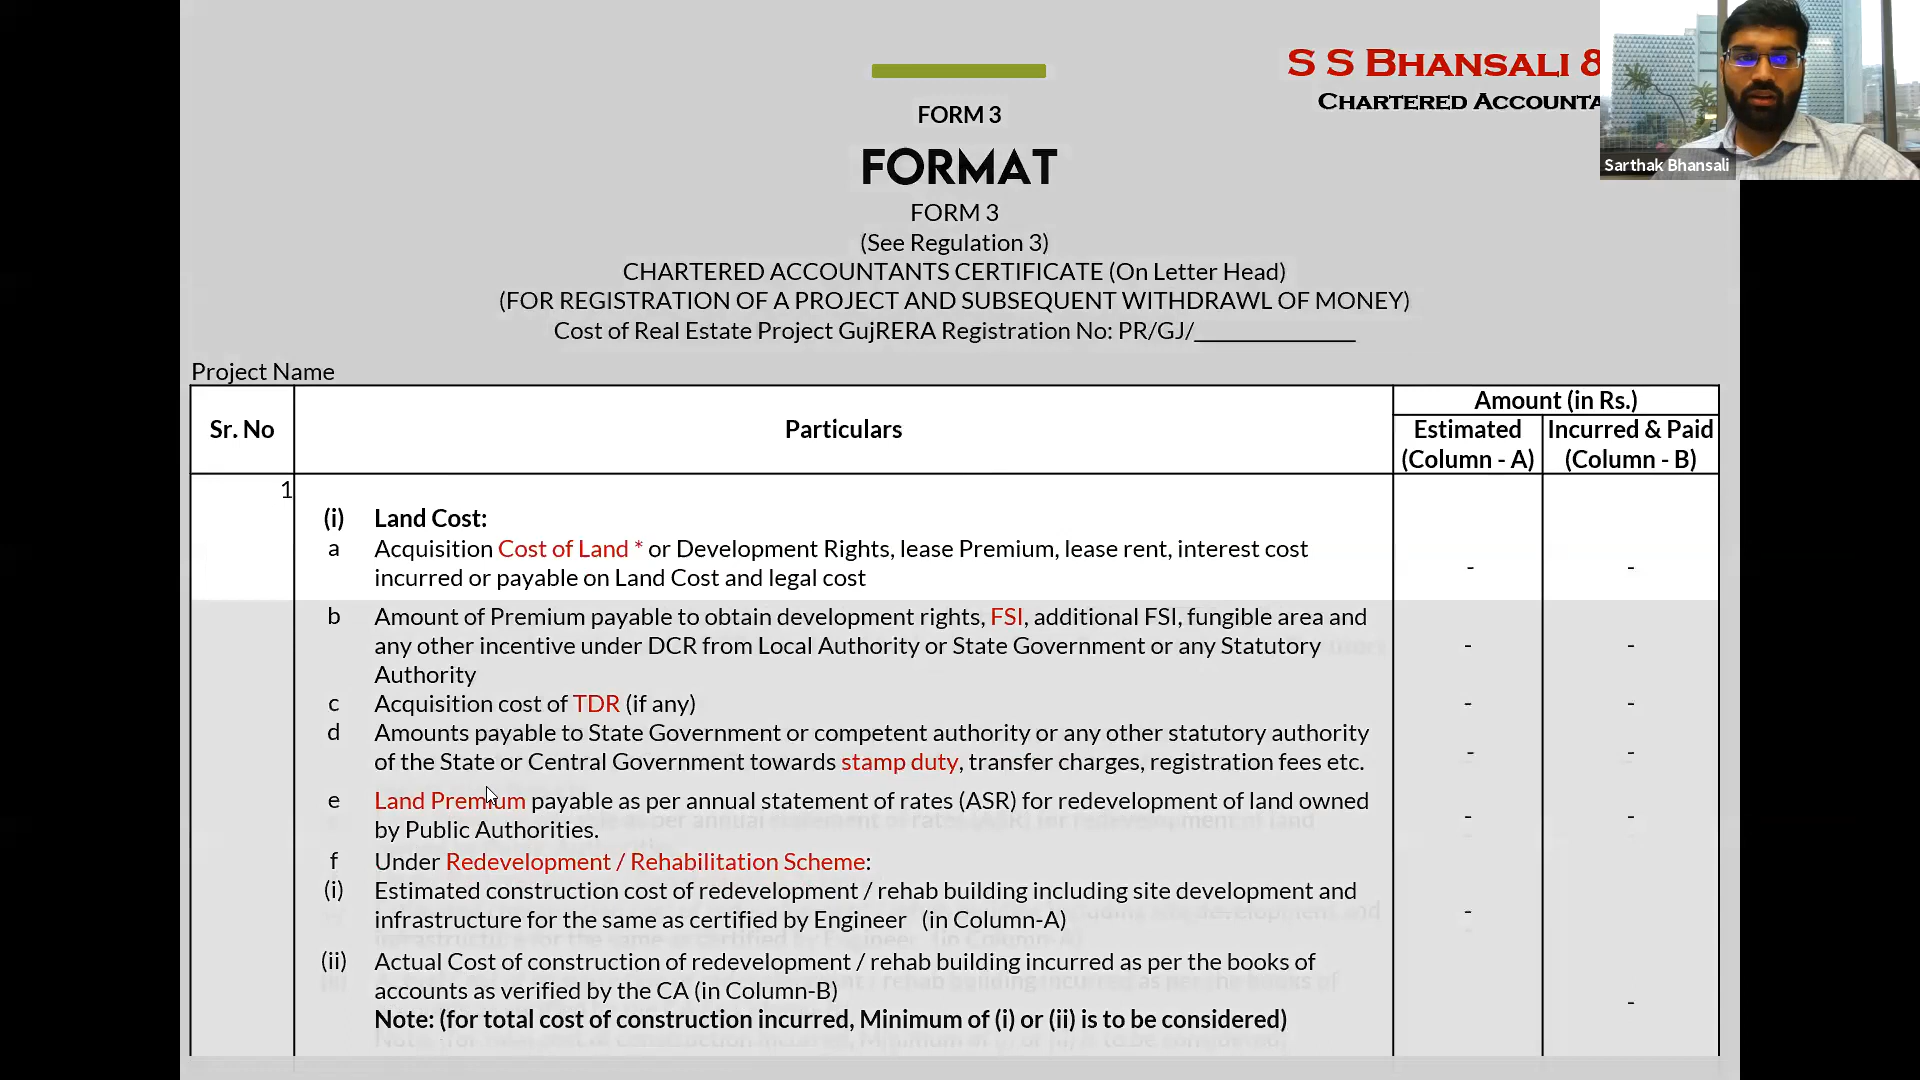 S S BHANSALI &
CHARTERED ACCOUNTA
Sarthak Bhansali
FORM 3
FORMAT
FORM 3
(See Regulation 3)
CHARTERED ACCOUNTANTS CERTIFICATE (On Letter Head)
(FOR REGISTRATION OF A PROJECT AND SUBSEQUENT WITHDRAWL OF MONEY)
Cost of Real Estate Project GujRERA Registration No: PR/GJ/______________
Project Name
Amount (in Rs.)
Sr. No Particulars Estimated Incurred & Paid
(Column - A) (Column - B)
1
(i) Land Cost:
a Acquisition Cost of Land * or Development Rights, lease Premium, lease rent, interest cost
incurred or payable on Land Cost and legal cost - -
b Amount of Premium payable to obtain development rights, FSI, additional FSI, fungible area and
any other incentive under DCR from Local Authority or State Government or any Statutory - -
Authority
c Acquisition cost of TDR (if any) - -
d Amounts payable to State Government or competent authority or any other statutory authority
of the State or Central Government towards stamp duty, transfer charges, registration fees etc. - -
e Land Premium payable as per annual statement of rates (ASR) for redevelopment of land owned
by Public Authorities. - -
f Under Redevelopment / Rehabilitation Scheme:
(i) Estimated construction cost of redevelopment / rehab building including site development and
infrastructure for the same as certified by Engineer (in Column-A) -
(ii) Actual Cost of construction of redevelopment / rehab building incurred as per the books of
accounts as verified by the CA (in Column-B) -
Note: (for total cost of construction incurred, Minimum of (i) or (ii) is to be considered)